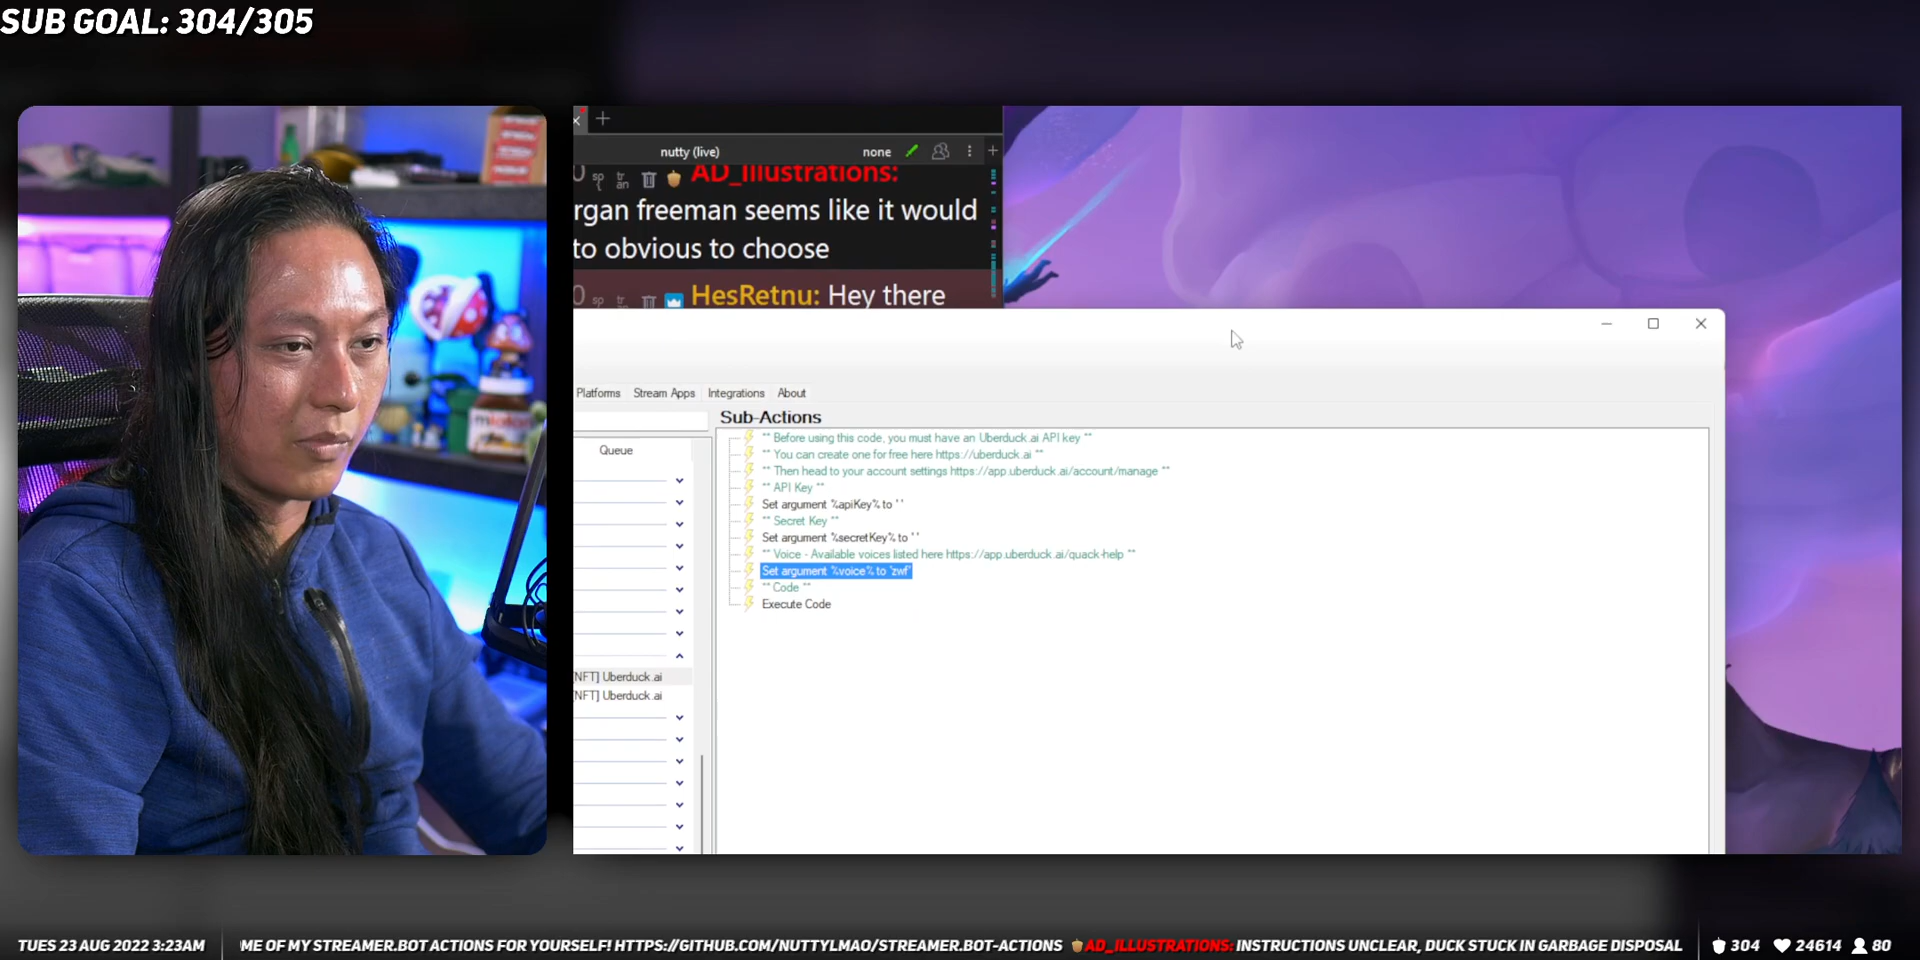 SUB GOAL: 304/305
nutty (live)
none
AD_Illustrations:
rgan freeman seems like it would
to obvious to choose
HesRetnu: Hey there
Platforms Stream Apps Integrations About
Sub-Actions
Queue
** Before using this code, you must have an Uberduck.ai API key **
** You can create one for free here https://uberduck.ai **
** Then head to your account settings https://app.uberduck.ai/account/manage **
** API Key **
Set argument %apiKey% to ' '
** Secret Key **
Set argument %secretKey% to ' '
** Voice - Available voices listed here https://app.uberduck.ai/quack-help **
Set argument %voice% to 'zwf'
** Code **
Execute Code
[NFT] Uberduck.ai
[NFT] Uberduck.ai
TUES 23 AUG 2022 3:23AM
ME OF MY STREAMER.BOT ACTIONS FOR YOURSELF! HTTPS://GITHUB.COM/NUTTYLMAO/STREAMER.BOT-ACTIONS AD_ILLUSTRATIONS: INSTRUCTIONS UNCLEAR, DUCK STUCK IN GARBAGE DISPOSAL
304 24614 80